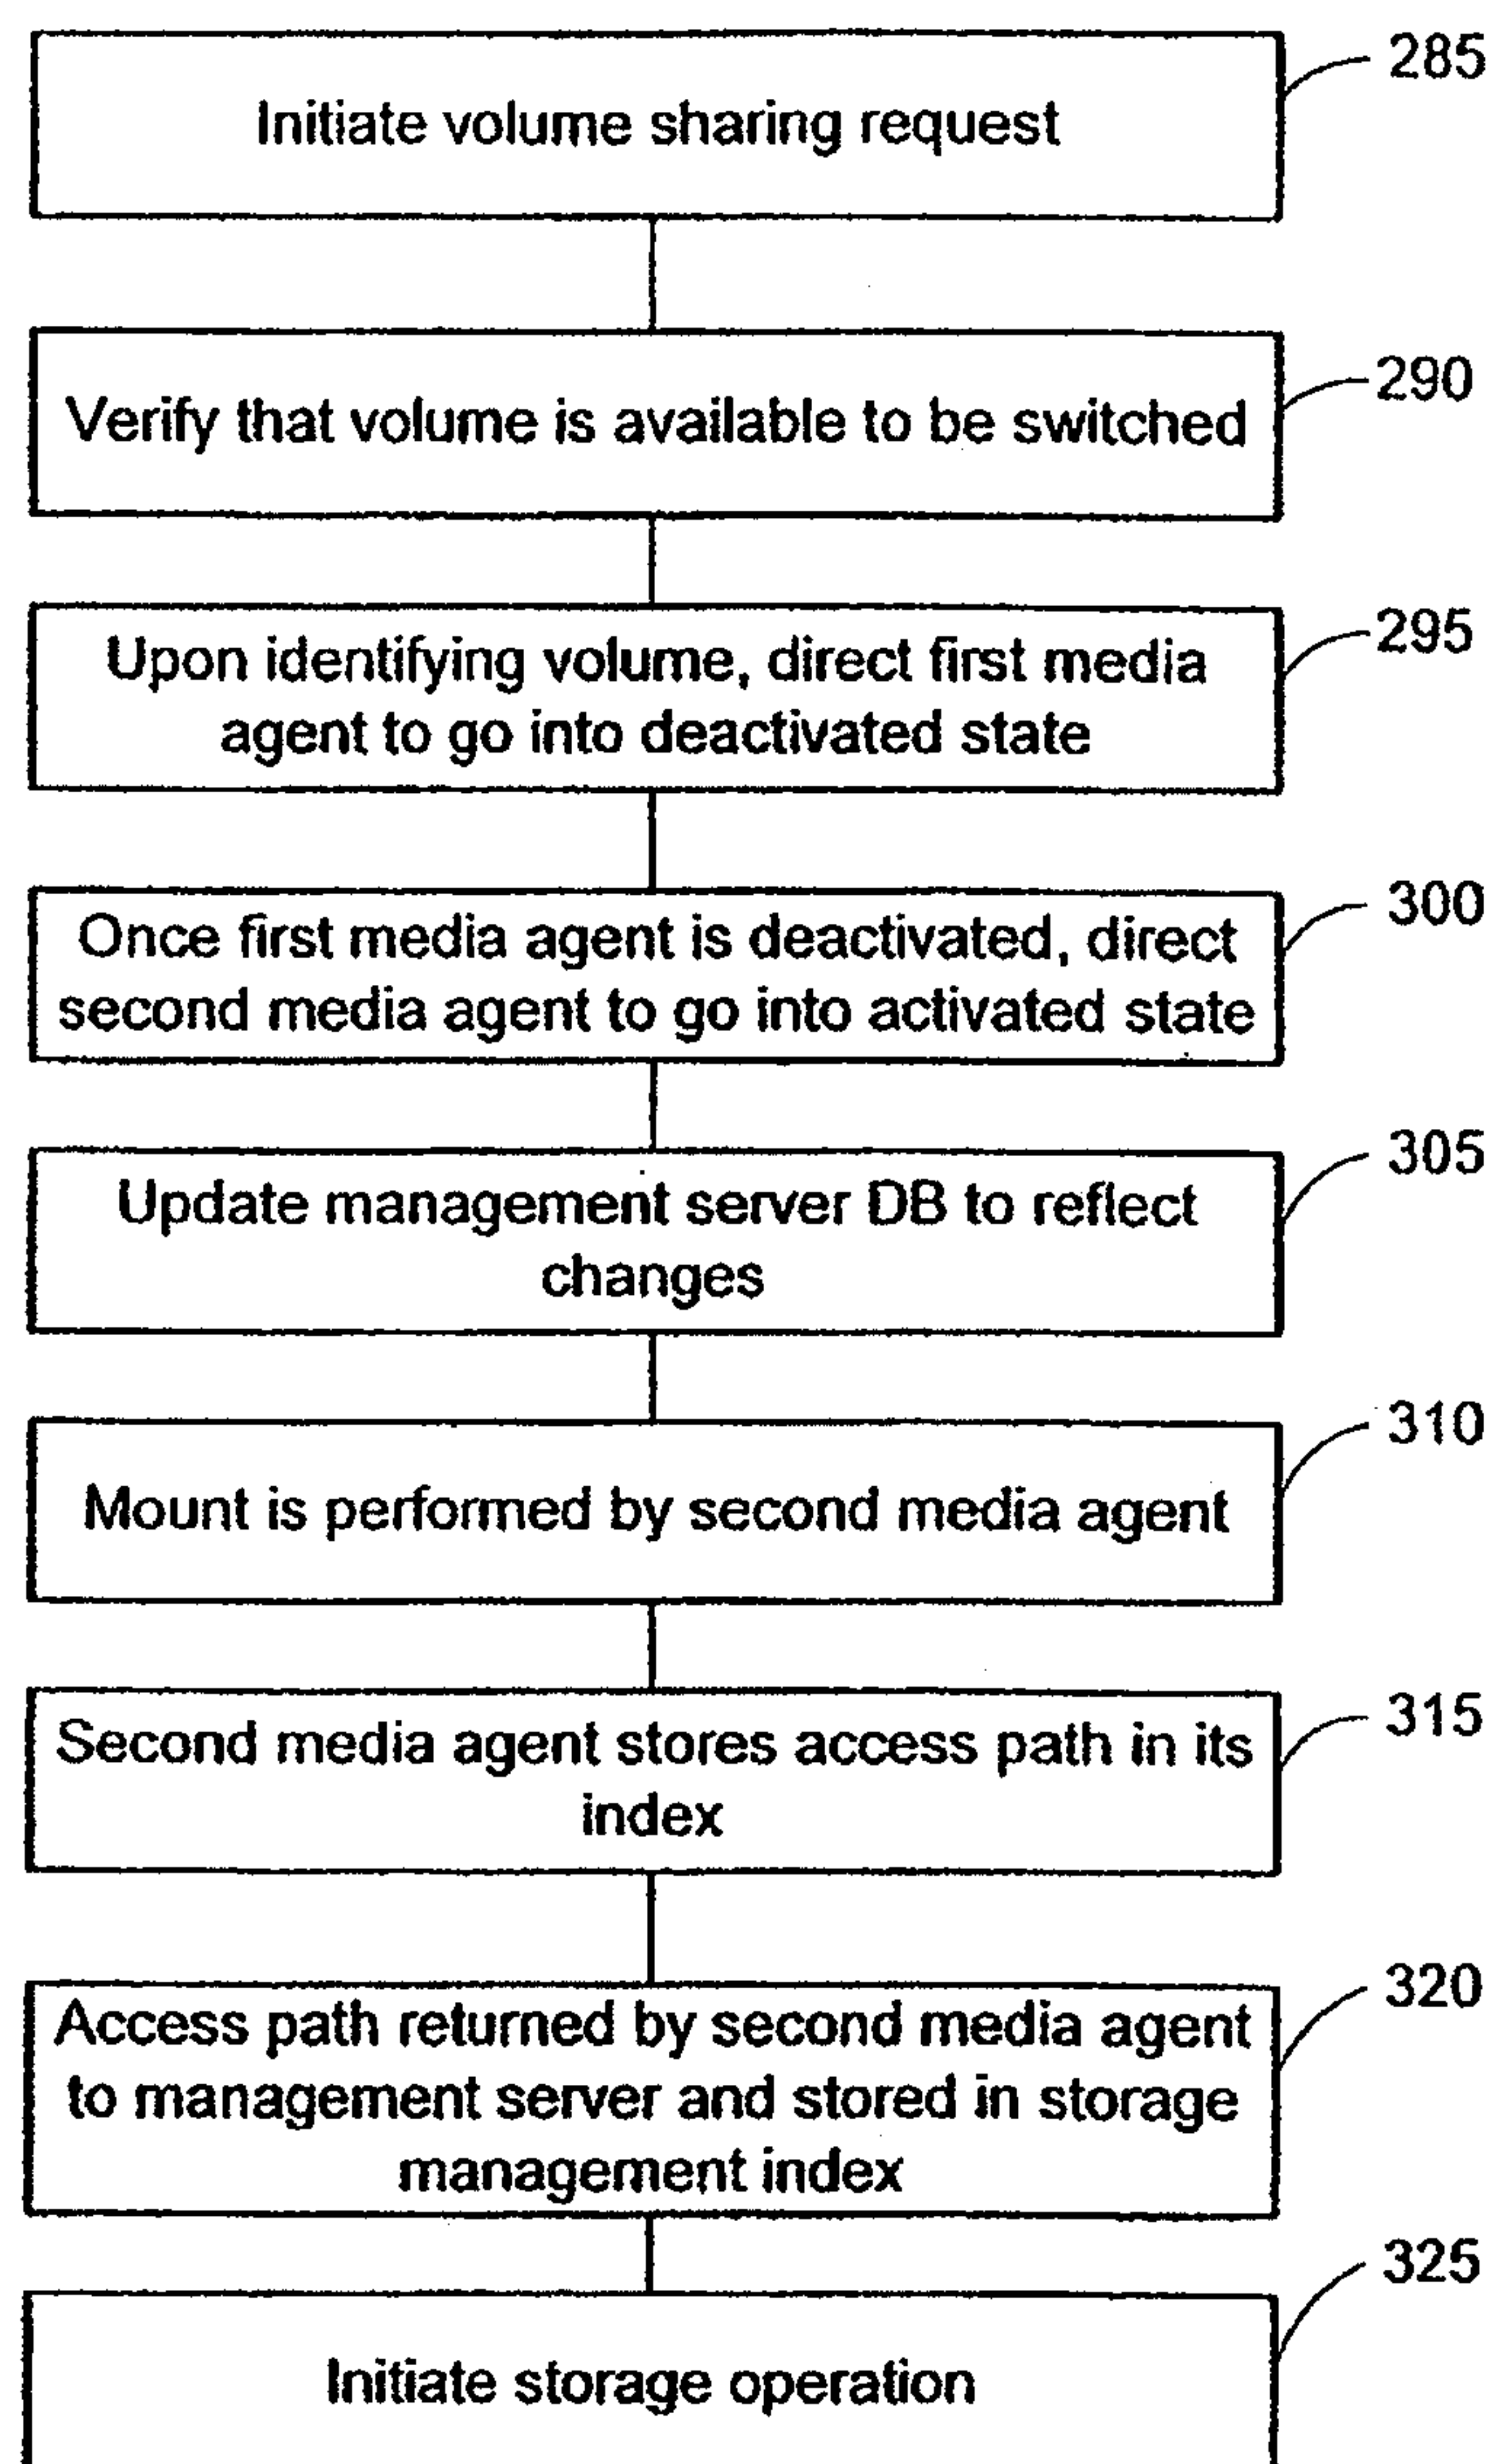 285
Initiate volume sharing request
290
Verify that volume is available to be switched
295
Upon identifying volume, direct first media
agent to go into deactivated state
300
Once first media agent is deactivated, direct
second media agent to go into activated state
305
Update management server DB to reflect
changes
310
Mount is performed by second media agent
315
Second media agent stores access path in its
index
320
Access path returned by second media agent
to management server and stored in storage
management index
325
Initiate storage operation